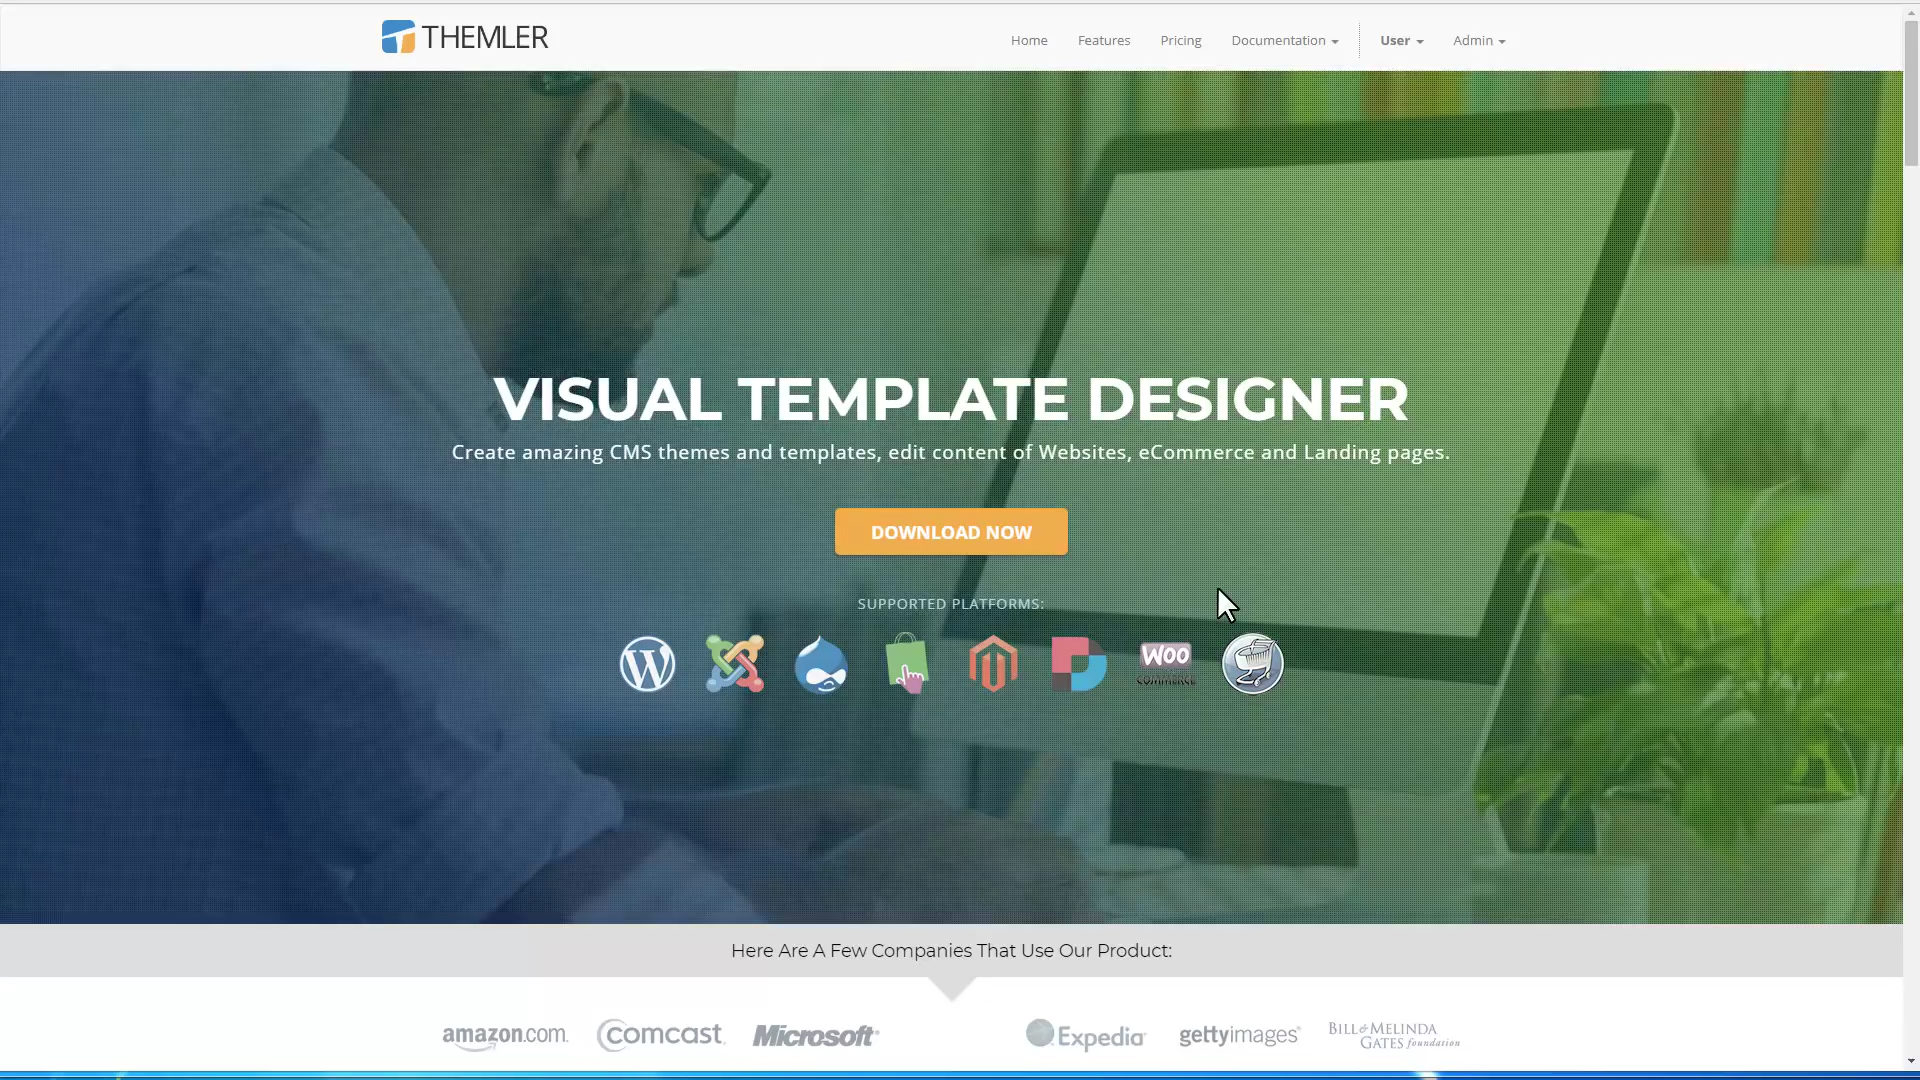 THEMLER
Home Features Pricing Documentation User Admin
VISUAL TEMPLATE DESIGNER
Create amazing CMS themes and templates, edit content of Websites, eCommerce and Landing pages.
DOWNLOAD NOW
SUPPORTED PLATFORMS:
WOO
COMMERCE
Here Are A Few Companies That Use Our Product:
amazon.com comcast Microsoft Expedia gettyimages BILL & MELINDA
GATES foundation